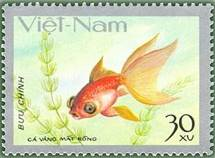 Việt-Nam
BƯU CHÍNH
CÁ VÀNG MẮT RỒNG
30
XU